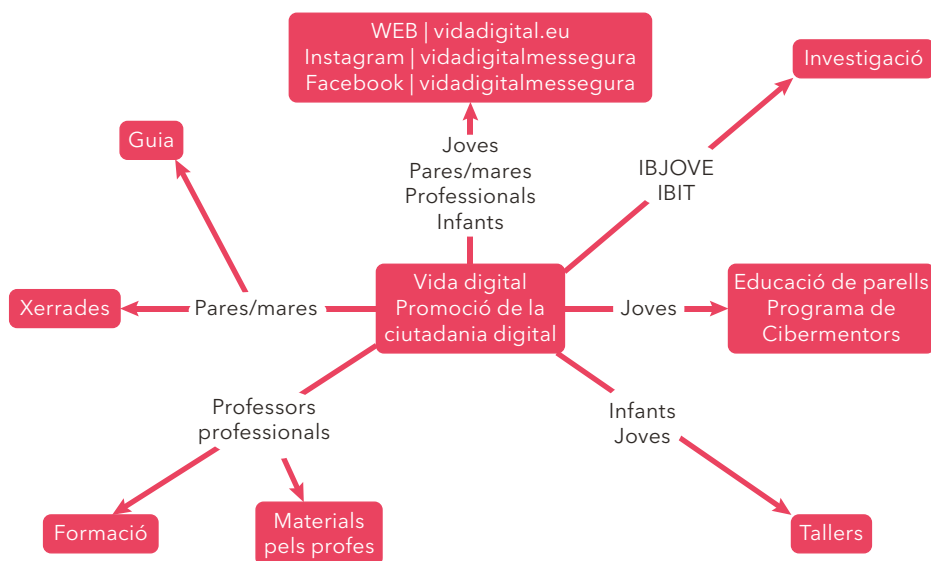 WEB | vidadigital.eu
Instagram | vidadigitalmessegura
Facebook | vidadigitalmessegura
Investigació
Guia
Joves
Pares/mares
Professionals
Infants
IBJOVE
IBIT
Xerrades
Pares/mares
Vida digital
Promoció de la
ciutadania digital
Joves
Educació de parells
Programa de
Cibermentors
Professors
professionals
Infants
Joves
Formació
Materials
pels profes
Tallers